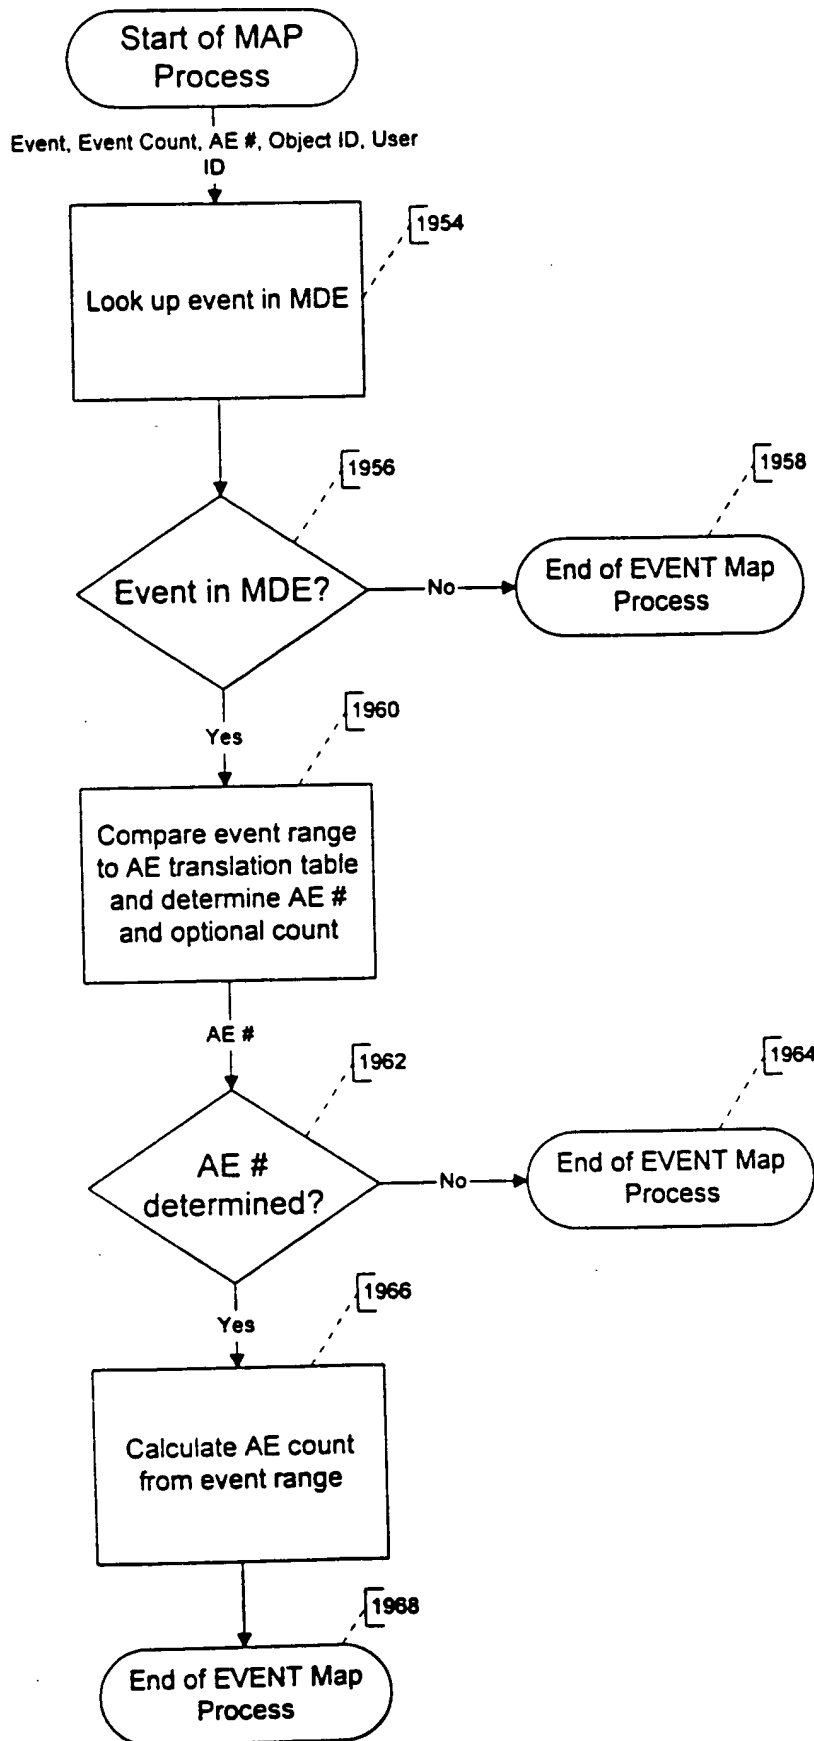 Start of MAP
Process
Event, Event Count, AE #, Object ID, User
ID
1954
Look up event in MDE
1956
1958
Event in MDE?
No
End of EVENT Map
Process
1960
Yes
Compare event range
to AE translation table
and determine AE #
and optional count
AE #
1962
1964
AE #
determined?
No
End of EVENT Map
Process
1966
Yes
Calculate AE count
from event range
1968
End of EVENT Map
Process